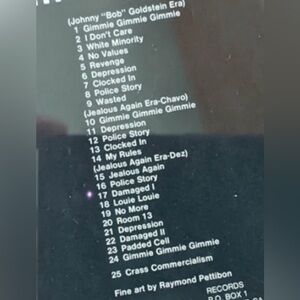 (Johnny "Bob" Goldstein Era)
1 Gimmie Gimmie Gimmie
2 I Don't Care
3 White Minority
4 No Values
5 Revenge
6 Depression
7 Clocked In
8 Police Story
9 Wasted
(Jealous Again Era-Chavo)
10 Gimmie Gimmie Gimmie
11 Depression
12 Police Story
13 Clocked In
14 My Rules
(Jealous Again Era-Dez)
15 Jealous Again
16 Police Story
17 Damaged I
18 Louie Louie
19 No More
20 Room 13
21 Depression
22 Damaged II
23 Padded Cell
24 Gimmie Gimmie Gimmie
25 Crass Commercialism
Fine art by Raymond Pettibon
RECORDS
P.O. BOX 1